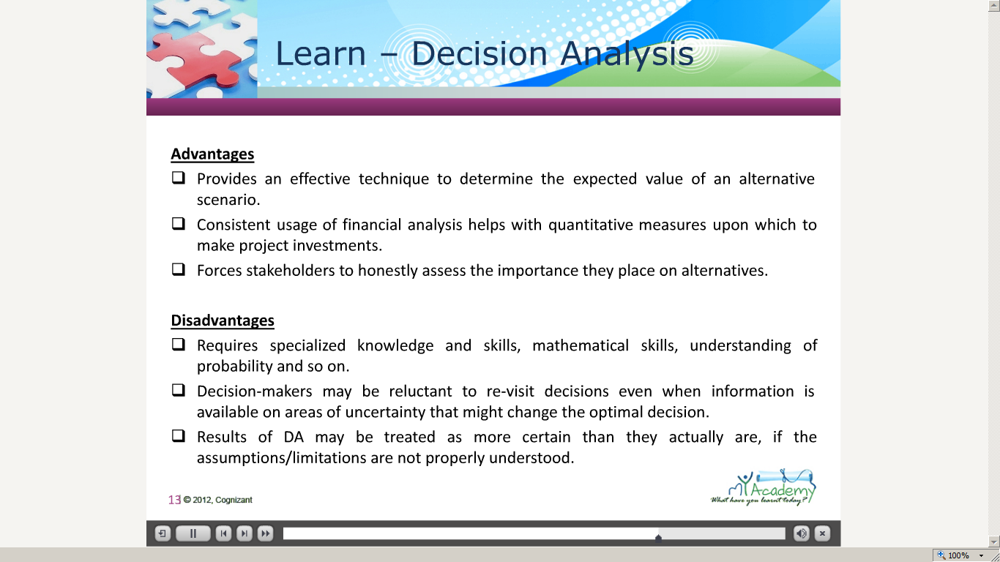 Learn – Decision Analysis
Advantages
Provides an effective technique to determine the expected value of an alternative
scenario.
Consistent usage of financial analysis helps with quantitative measures upon which to
make project investments.
Forces stakeholders to honestly assess the importance they place on alternatives.
Disadvantages
Requires specialized knowledge and skills, mathematical skills, understanding of
probability and so on.
Decision-makers may be reluctant to re-visit decisions even when information is
available on areas of uncertainty that might change the optimal decision.
Results of DA may be treated as more certain than they actually are, if the
assumptions/limitations are not properly understood.
13 © 2012, Cognizant
my Academy
What have you learnt today?
100%